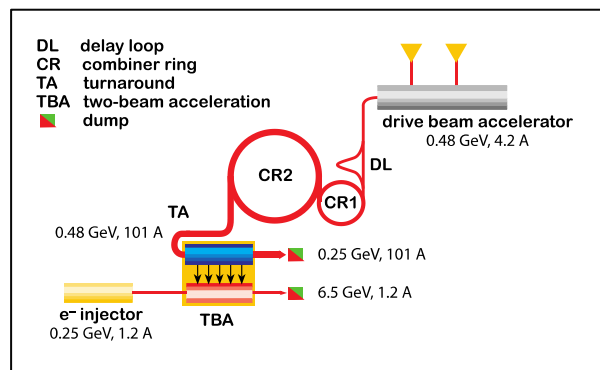 DL delay loop
CR combiner ring
TA turnaround
TBA two-beam acceleration
dump
drive beam accelerator
0.48 GeV, 4.2 A
DL
CR2
CR1
TA
0.48 GeV, 101 A
0.25 GeV, 101 A
6.5 GeV, 1.2 A
TBA
e– injector
0.25 GeV, 1.2 A